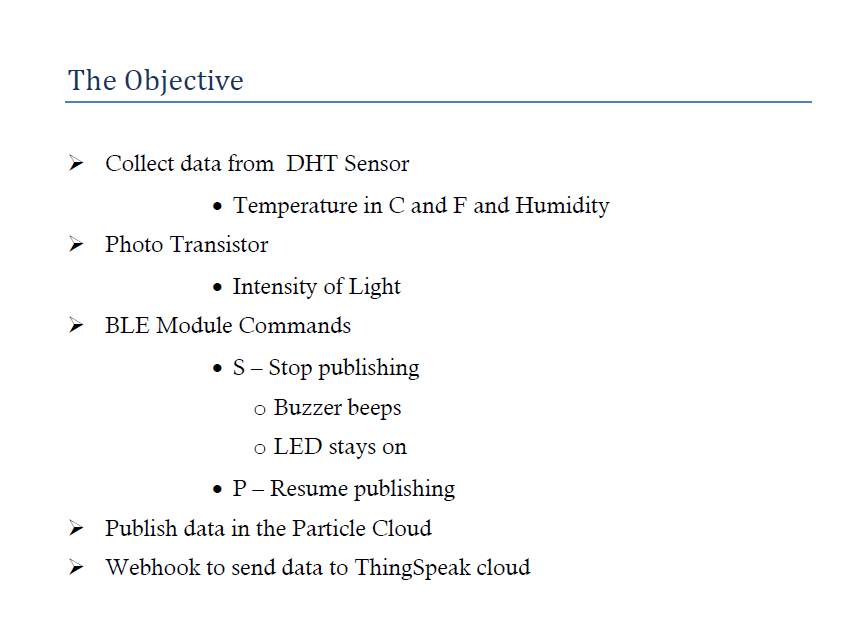 The Objective
➢ Collect data from  DHT Sensor
• Temperature in C and F and Humidity
➢ Photo Transistor
• Intensity of Light
➢ BLE Module Commands
• S – Stop publishing
o Buzzer beeps
o LED stays on
• P – Resume publishing
➢ Publish data in the Particle Cloud
➢ Webhook to send data to ThingSpeak cloud